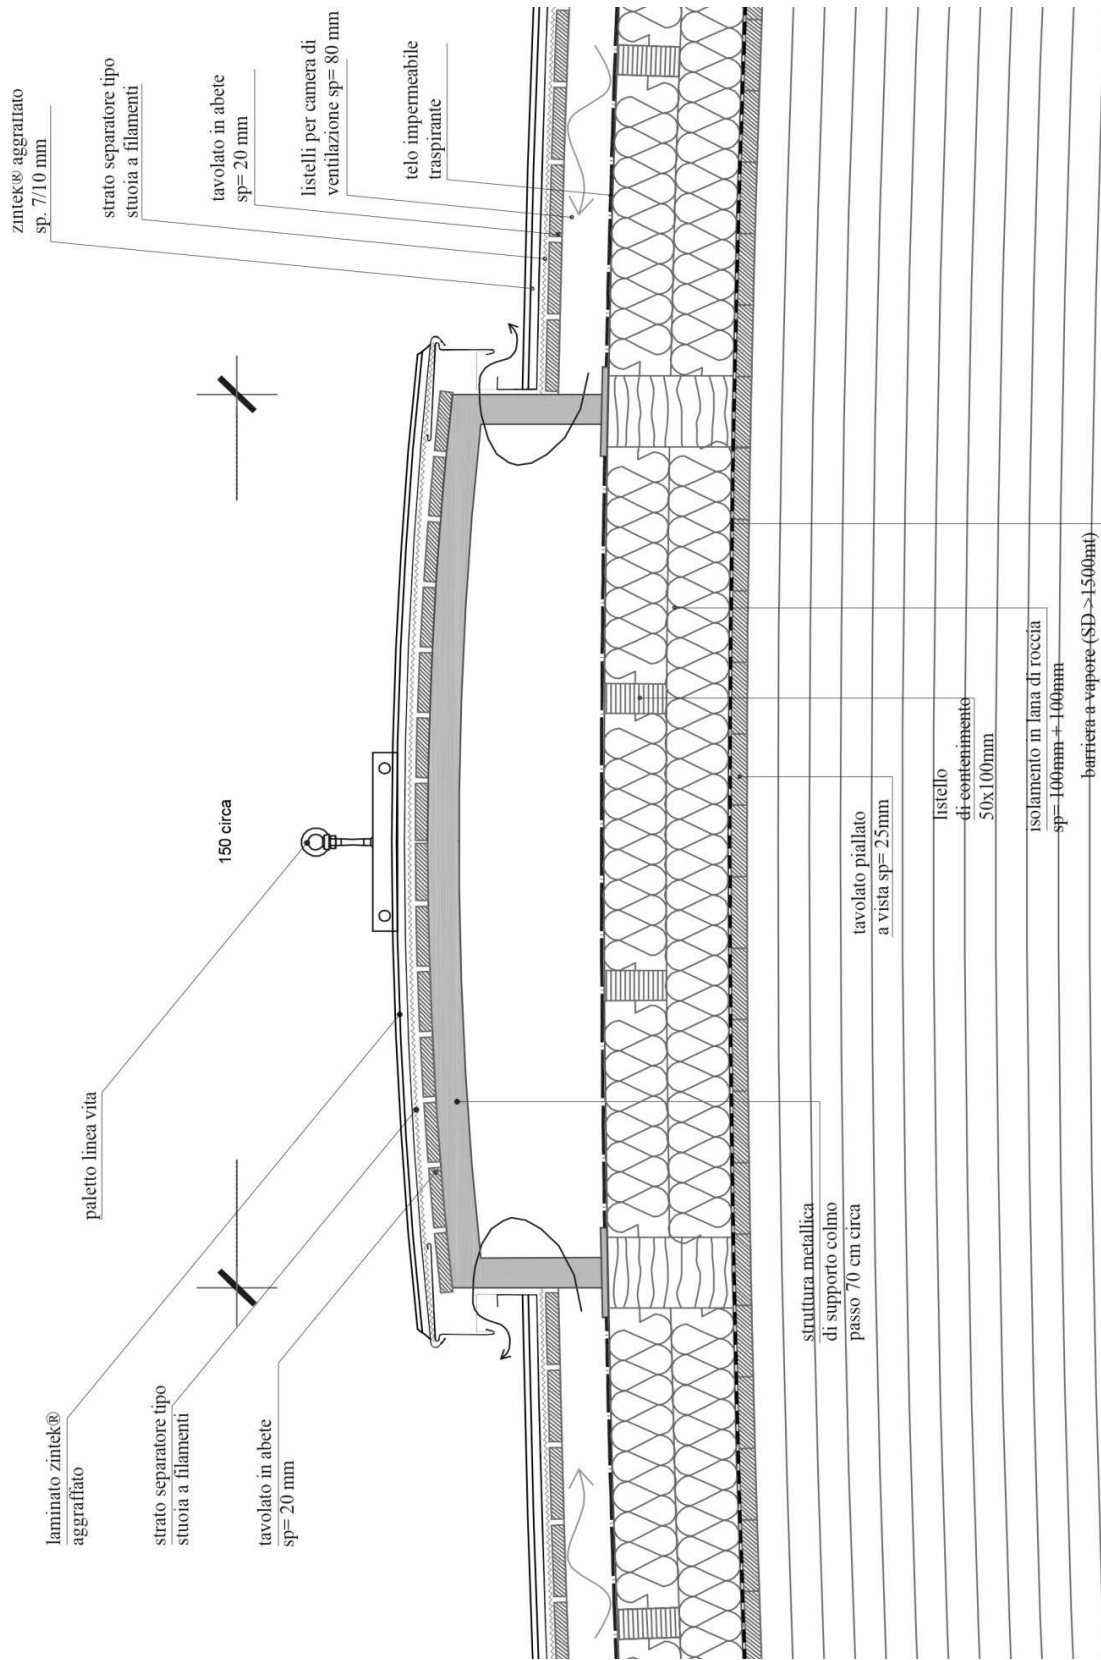 laminato zintek®
aggraffato
strato separatore tipo
stuoia a filamenti
tavolato in abete
sp= 20 mm
paletto linea vita
150 circa
zintek® aggraffato
sp. 7/10 mm
strato separatore tipo
stuoia a filamenti
tavolato in abete
sp= 20 mm
listelli per camera di
ventilazione sp= 80 mm
telo impermeabile
traspirante
struttura metallica
di supporto colmo
passo 70 cm circa
tavolato piallato
a vista sp= 25mm
listello
di contenimento
50x100mm
isolamento in lana di roccia
sp= 100mm + 100mm
barriera a vapore (SD >1500mt)